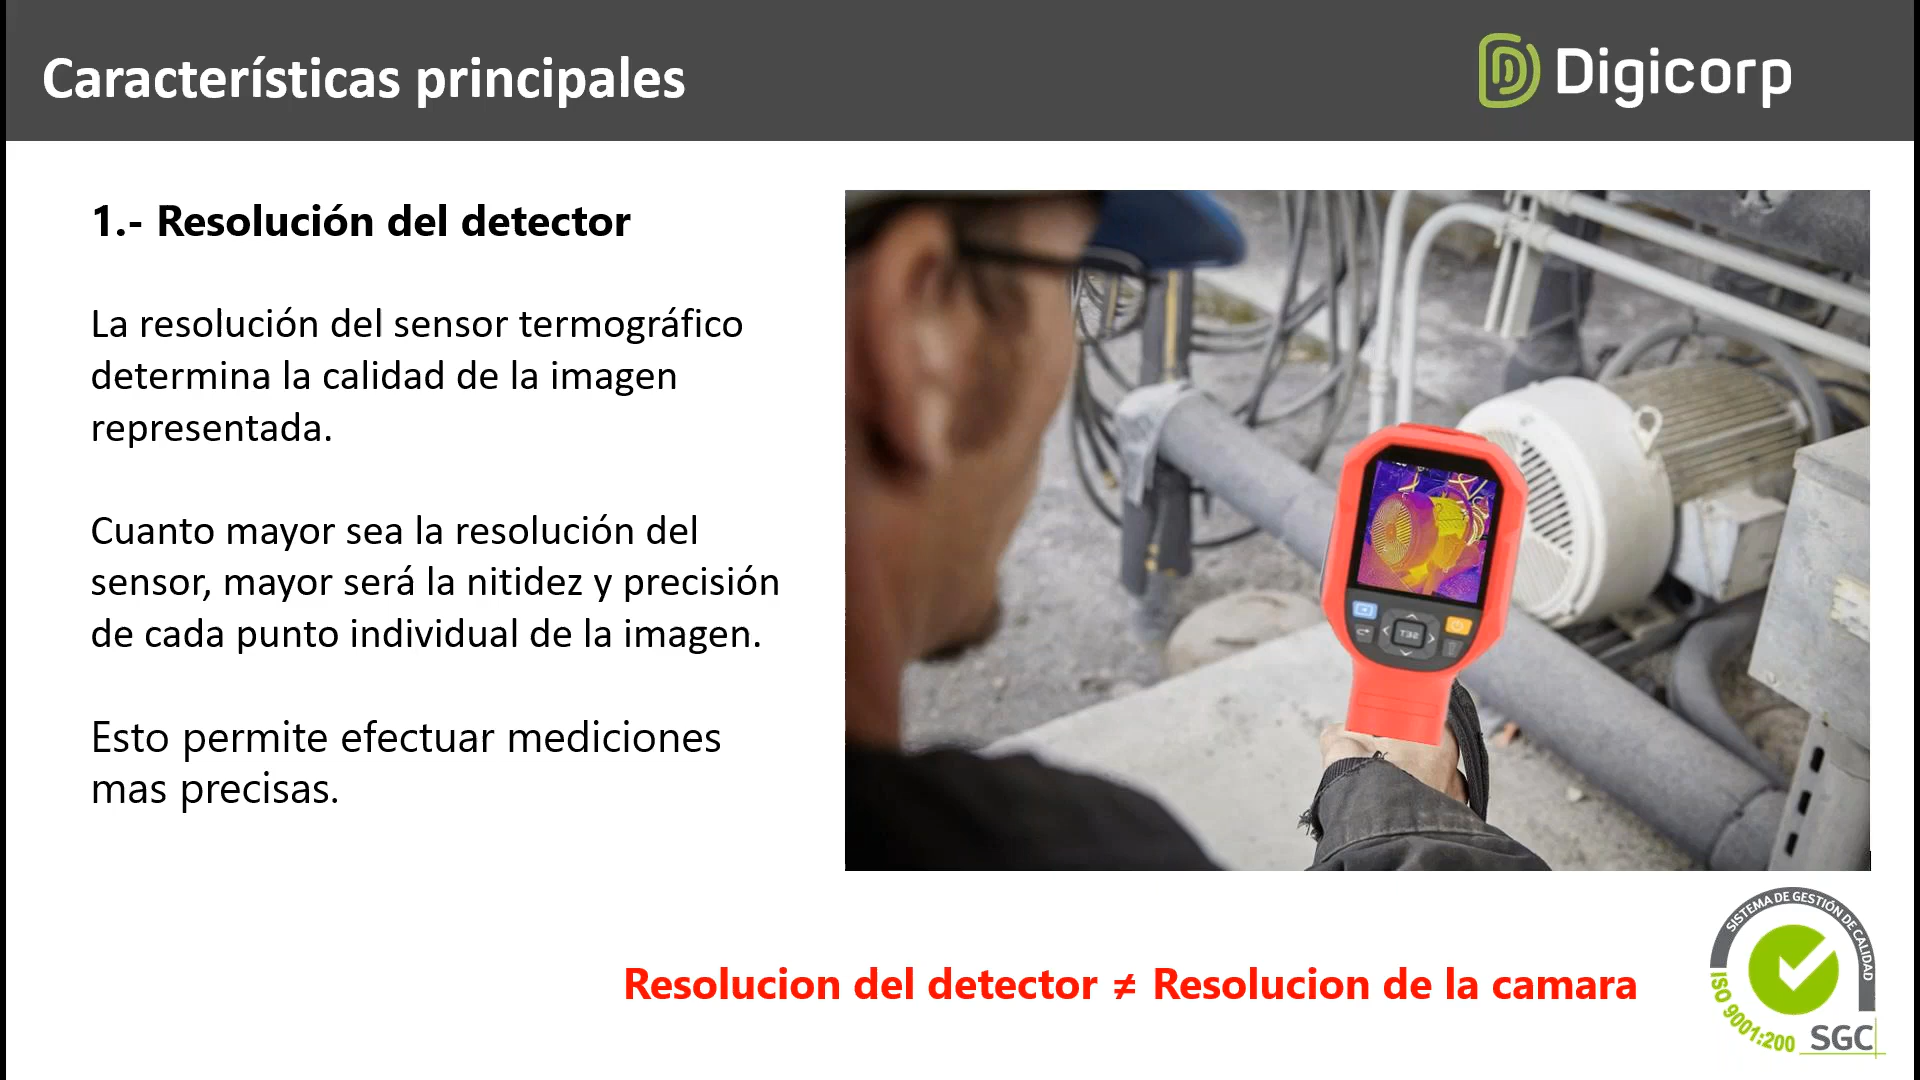 Características principales
Digicorp
1.- Resolución del detector
La resolución del sensor termográfico
determina la calidad de la imagen
representada.
Cuanto mayor sea la resolución del
sensor, mayor será la nitidez y precisión
de cada punto individual de la imagen.
Esto permite efectuar mediciones
mas precisas.
SET
Resolucion del detector ≠ Resolucion de la camara
SISTEMA DE GESTIÓN DE CALIDAD
ISO 9001:200
SGC